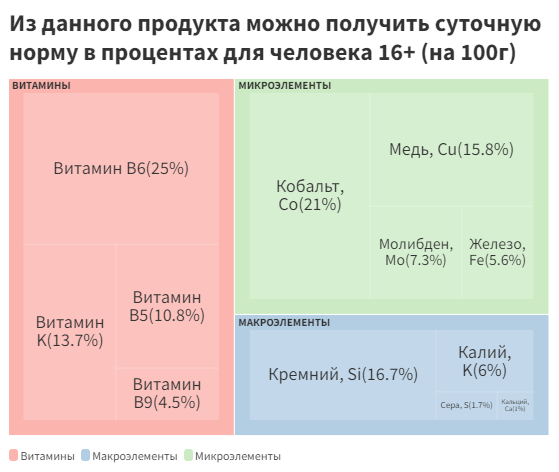 Из данного продукта можно получить суточную
норму в процентах для человека 16+ (на 100г)
ВИТАМИНЫ
Витамин B6(25%)
Витамин
K(13.7%)
Витамин
B5(10.8%)
Витамин
B9(4.5%)
МИКРОЭЛЕМЕНТЫ
Кобальт,
Co(21%)
Медь, Cu(15.8%)
Молибден,
Mo(7.3%)
Железо,
Fe(5.6%)
МАКРОЭЛЕМЕНТЫ
Кремний, Si(16.7%)
Калий,
K(6%)
Сера, S(1.7%)
Кальций,
Ca(1%)
Витамины Макроэлементы Микроэлементы